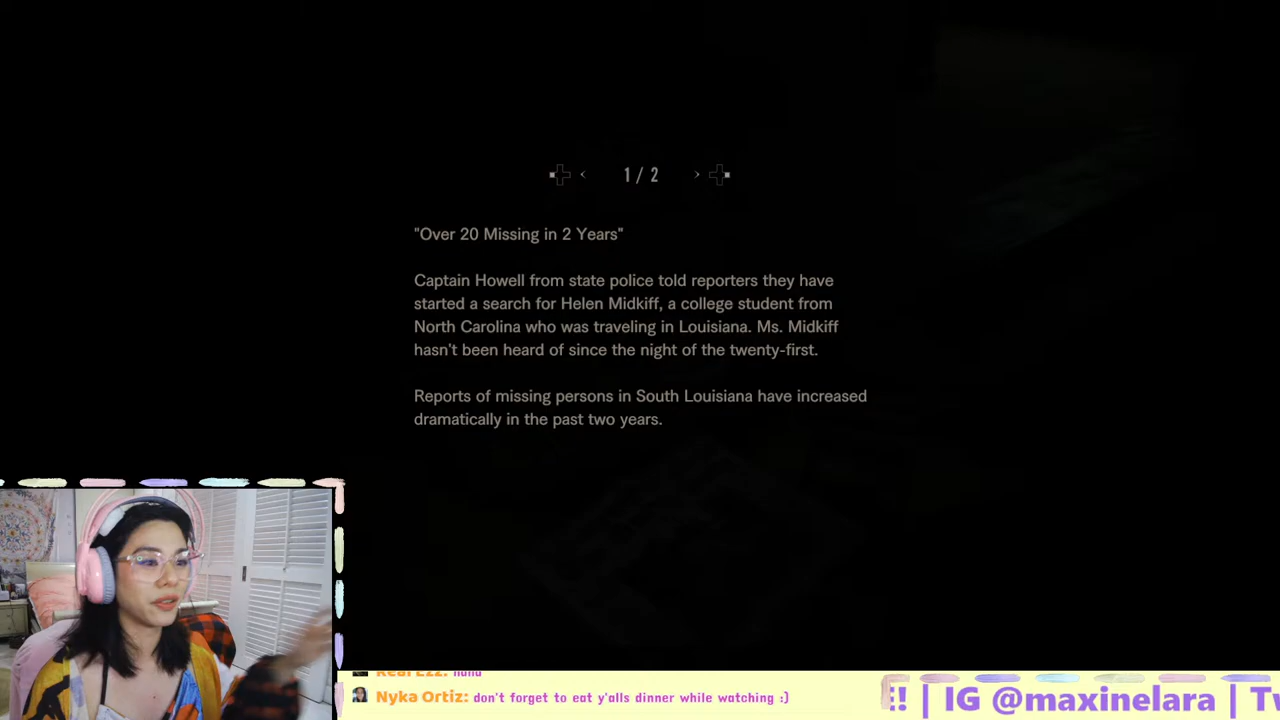 1 / 2
"Over 20 Missing in 2 Years"
Captain Howell from state police told reporters they have
started a search for Helen Midkiff, a college student from
North Carolina who was traveling in Louisiana. Ms. Midkiff
hasn't been heard of since the night of the twenty-first.
Reports of missing persons in South Louisiana have increased
dramatically in the past two years.
Nyka Ortiz: don't forget to eat y'alls dinner while watching :)
!! | IG @maxinelara | Tv